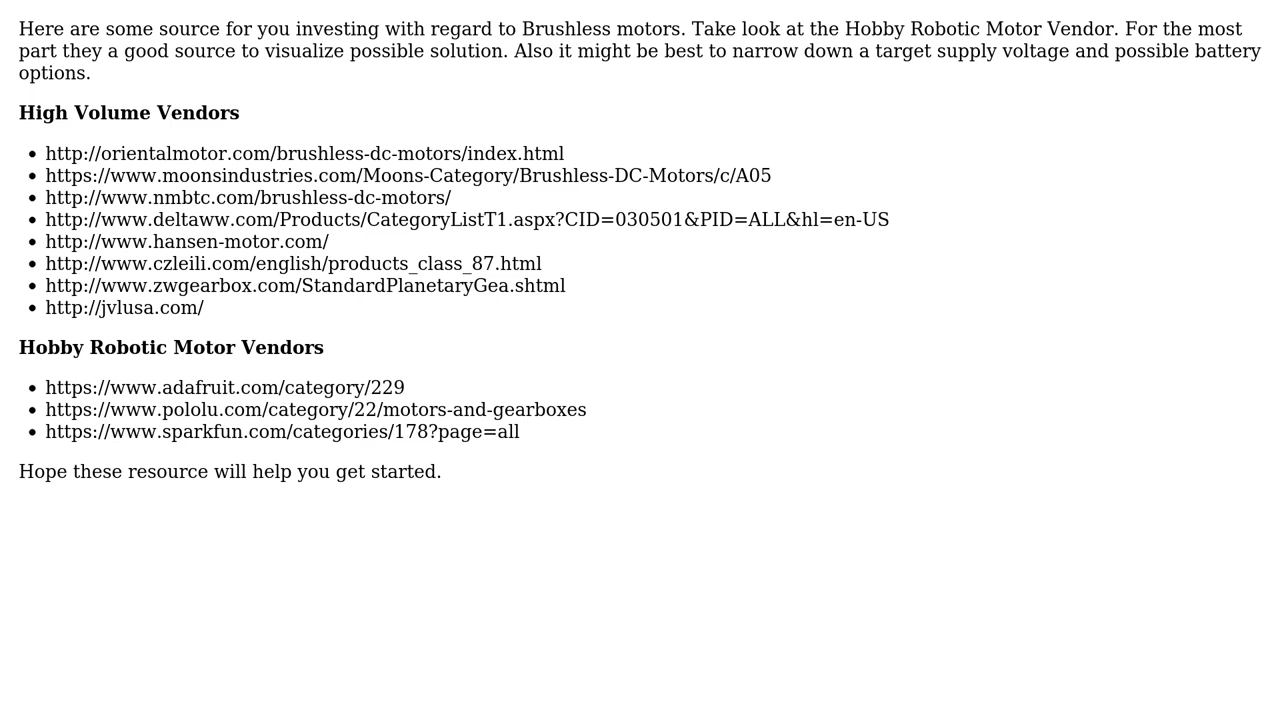 Here are some source for you investing with regard to Brushless motors. Take look at the Hobby Robotic Motor Vendor. For the most
part they a good source to visualize possible solution. Also it might be best to narrow down a target supply voltage and possible battery
options.
High Volume Vendors
• http://orientalmotor.com/brushless-dc-motors/index.html
• https://www.moonsindustries.com/Moons-Category/Brushless-DC-Motors/c/A05
• http://www.nmbtc.com/brushless-dc-motors/
• http://www.deltaww.com/Products/CategoryListT1.aspx?CID=030501&PID=ALL&hl=en-US
• http://www.hansen-motor.com/
• http://www.czleili.com/english/products_class_87.html
• http://www.zwgearbox.com/StandardPlanetaryGea.shtml
• http://jvlusa.com/
Hobby Robotic Motor Vendors
• https://www.adafruit.com/category/229
• https://www.pololu.com/category/22/motors-and-gearboxes
• https://www.sparkfun.com/categories/178?page=all
Hope these resource will help you get started.